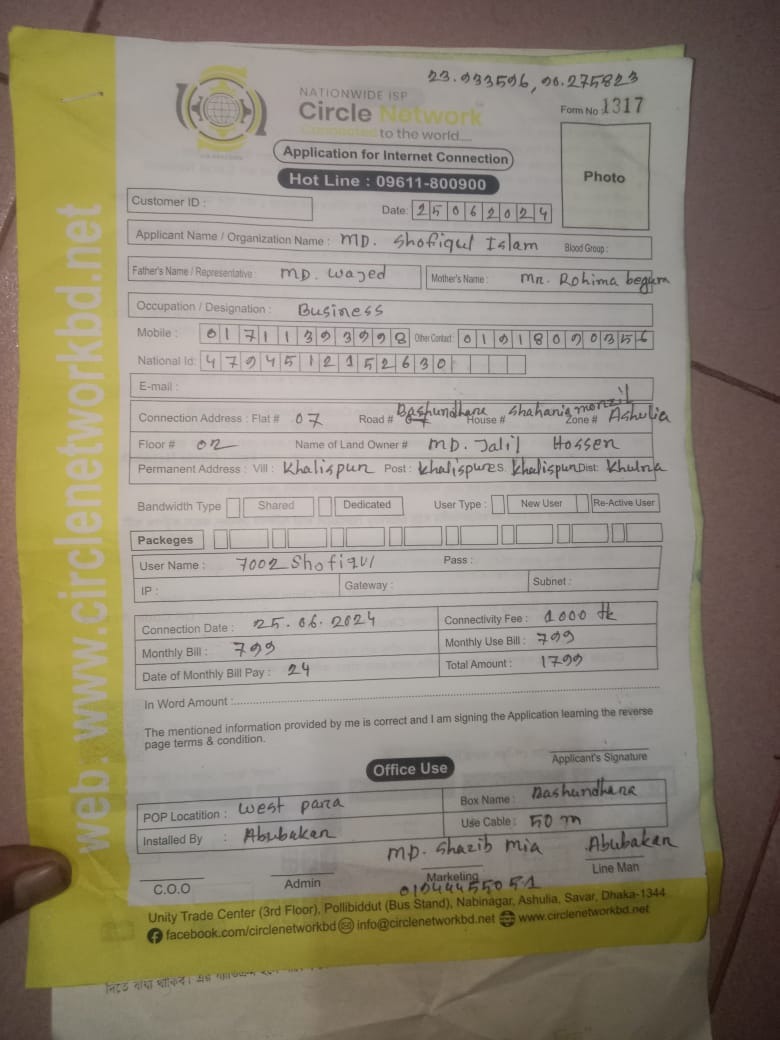 23.933596, 90.275823
NATIONWIDE ISP
Circle Network
Connected to the world....
Form No 1317
Application for Internet Connection
Hot Line : 09611-800900
Photo
Customer ID :
Date: 25062024
Applicant Name / Organization Name : MD. Shofiqul Islam Blood Group :
Father's Name / Representative : MD. Wajed Mother's Name : Mr. Rohima begum
Occupation / Designation : Business
Mobile : 01711393998 Other Contact : 01918090356
National Id: 4794512152630
E-mail :
Connection Address : Flat # 07 Road # Bashundhara House # Shahanig monzil Zone # Ashulia
Floor # 02 Name of Land Owner # MD. Jalil Hossen
Permanent Address : Vill : Khalispur Post : Khalispur P.S. Khalispur Dist: Khulna
Bandwidth Type Shared Dedicated User Type : New User Re-Active User
Packeges
User Name : 7002 Shofiqul Pass :
IP : Gateway : Subnet :
Connection Date : 25.06.2024 Connectivity Fee : 1000 tk
Monthly Bill : 799 Monthly Use Bill : 799
Date of Monthly Bill Pay : 24 Total Amount : 1799
In Word Amount :
The mentioned information provided by me is correct and I am signing the Application learning the reverse
page terms & condition.
Applicant's Signature
Office Use
POP Locatition : West para Box Name : Bashundhara
Installed By : Abubakar Use Cable : 50 m
MD. Shazib mia Abubakar
C.O.O Admin Marketing Line Man
01944455051
Unity Trade Center (3rd Floor), Pollibiddut (Bus Stand), Nabinagar, Ashulia, Savar, Dhaka-1344
facebook.com/circlenetworkbd info@circlenetworkbd.net www.circlenetworkbd.net
web: www.circlenetworkbd.net